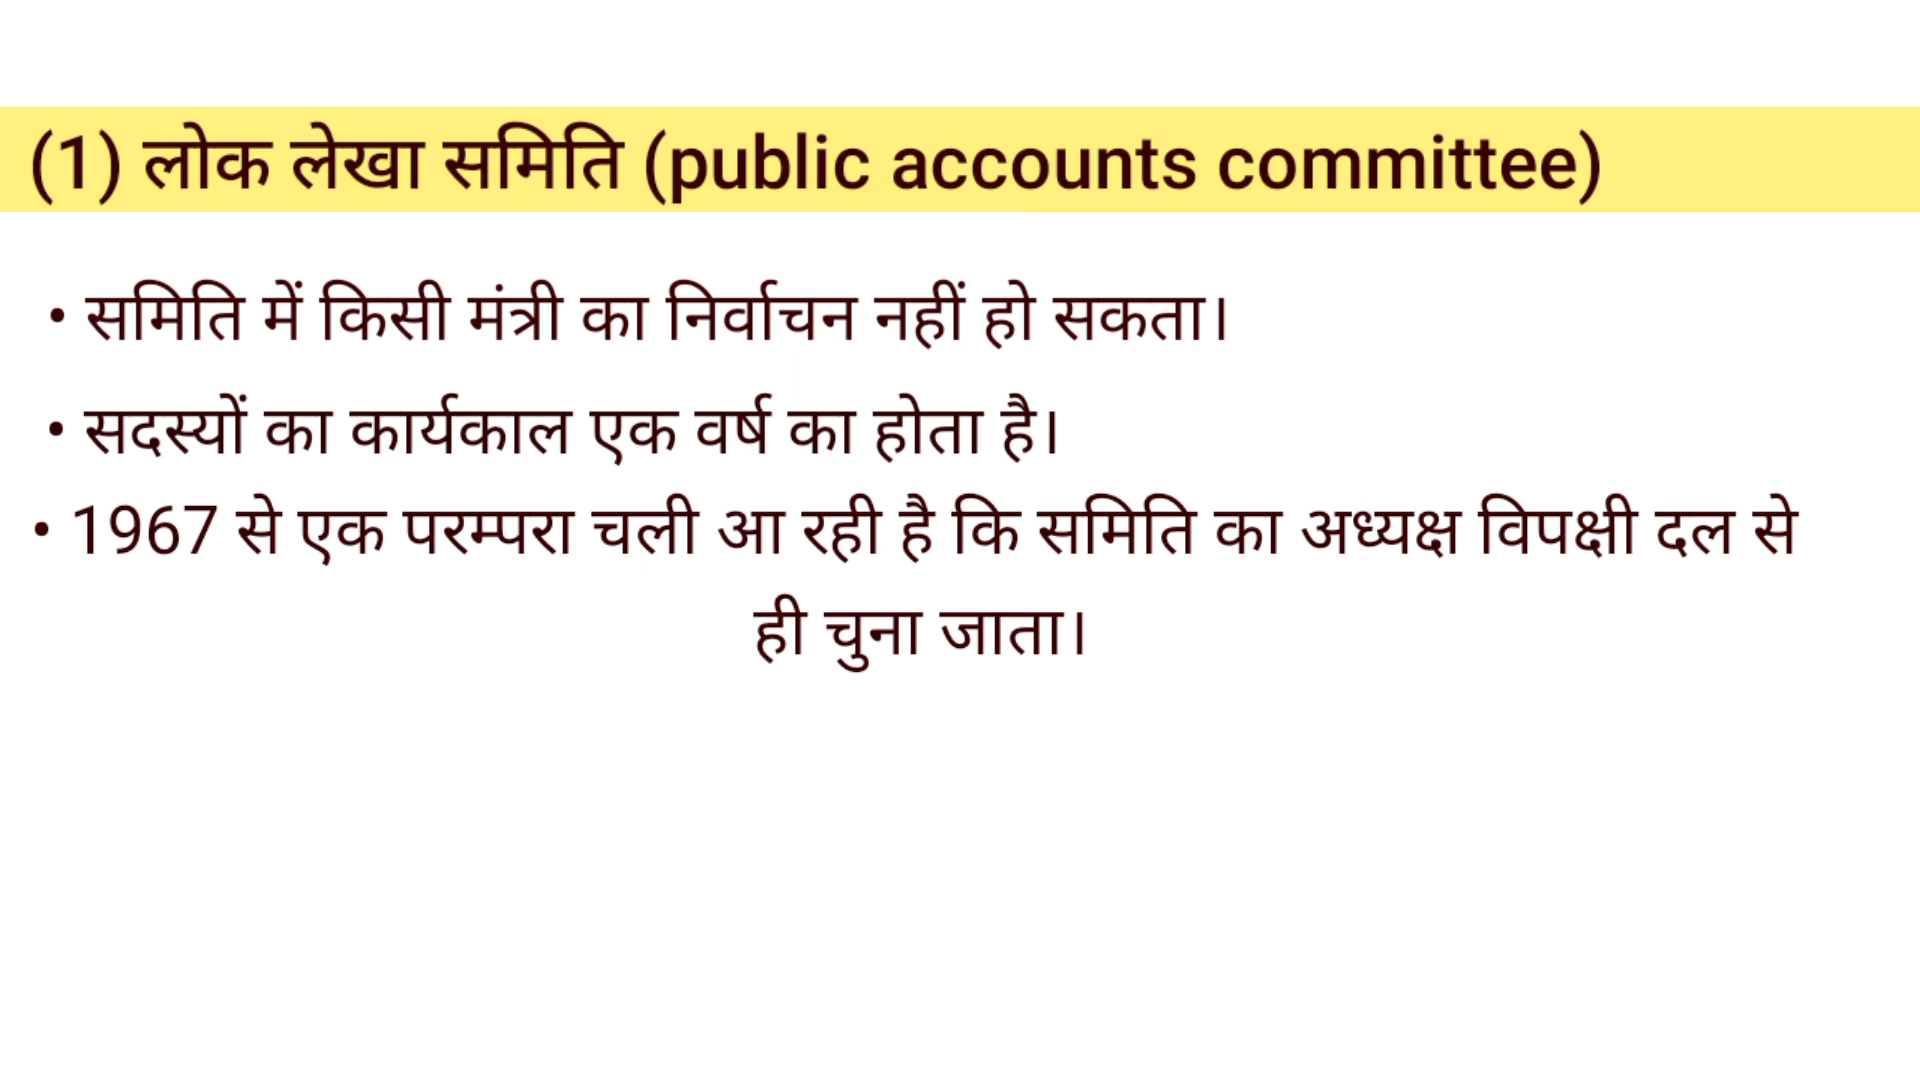 (1) लोक लेखा समिति (public accounts committee)
• समिति में किसी मंत्री का निर्वाचन नहीं हो सकता।
• सदस्यों का कार्यकाल एक वर्ष का होता है।
• 1967 से एक परम्परा चली आ रही है कि समिति का अध्यक्ष विपक्षी दल से
ही चुना जाता।